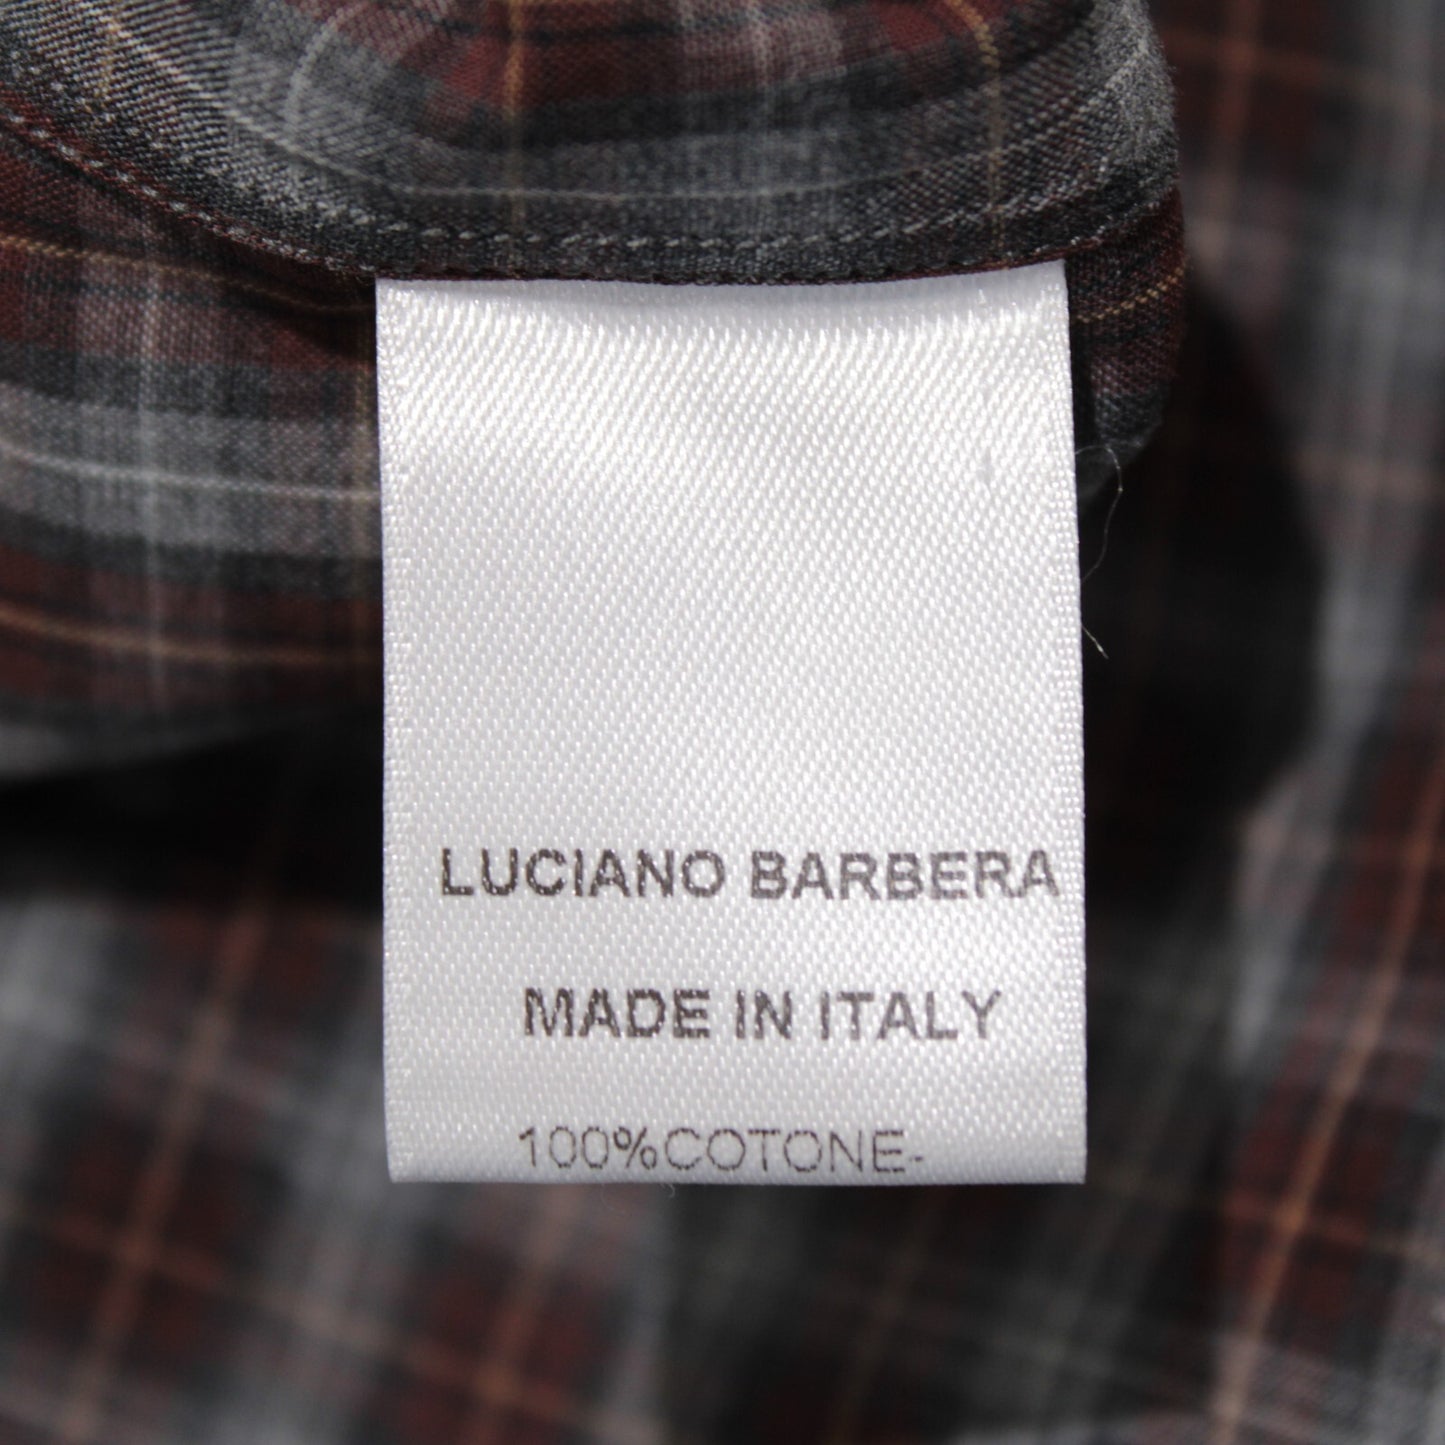 LUCIANO BARBERA
MADE IN ITALY
100%COTONE-